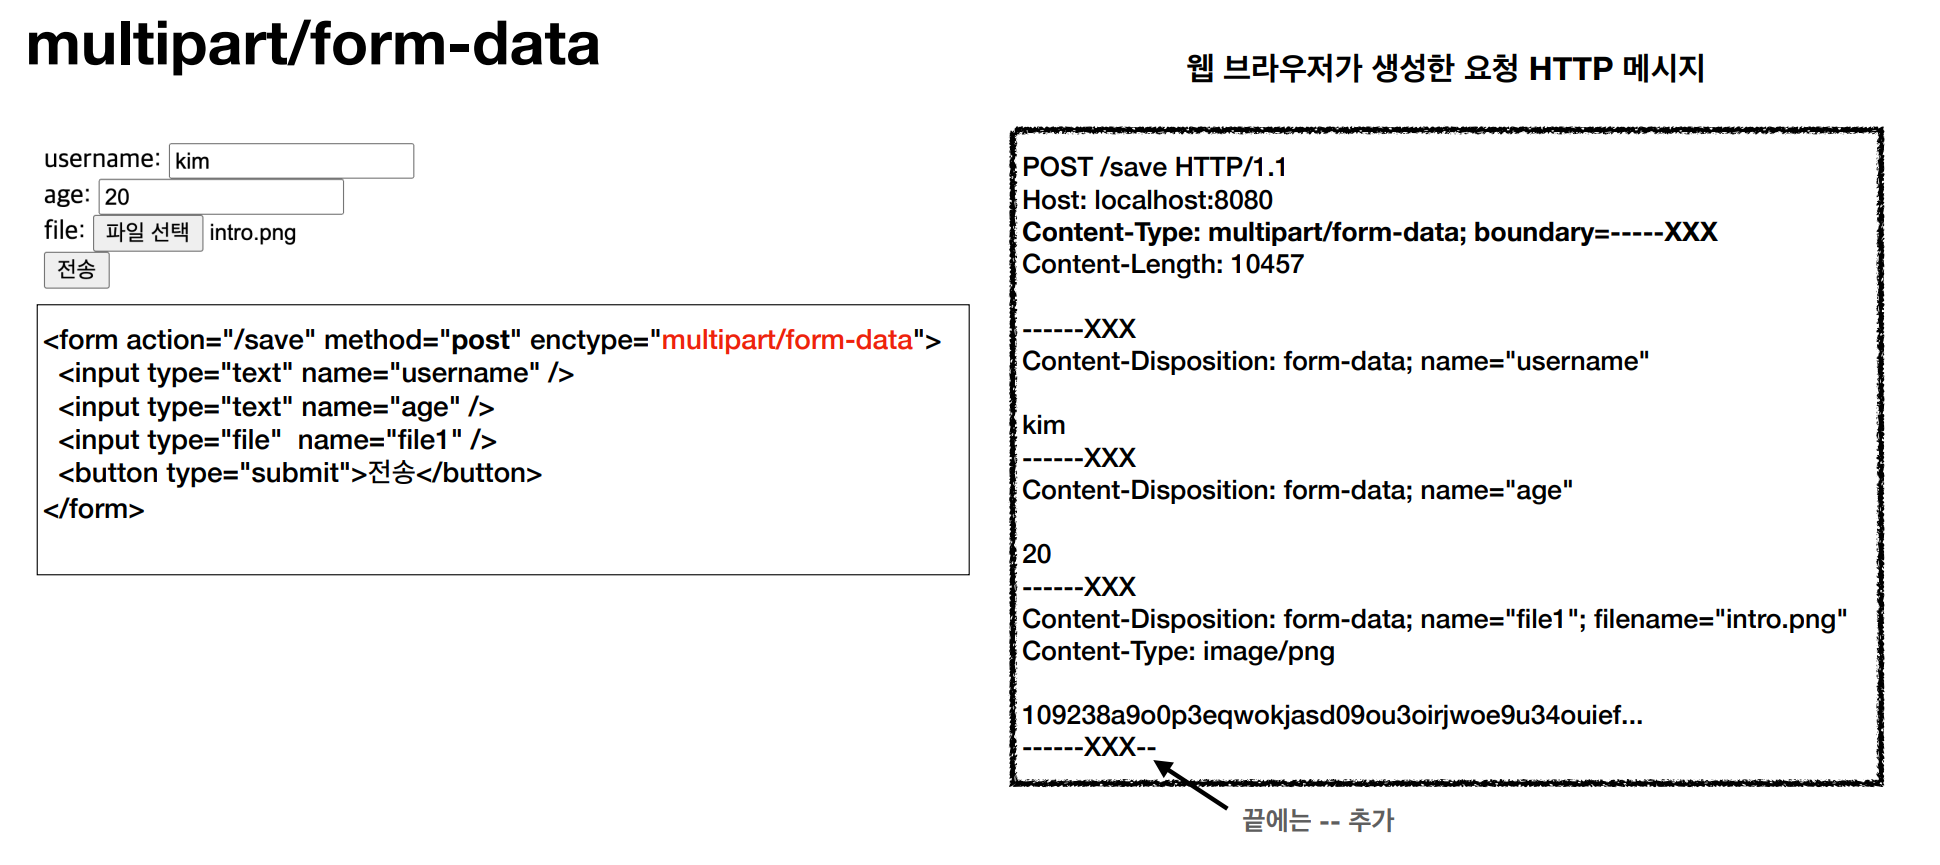 multipart/form-data
username: kim
age: 20
file: 파일 선택 intro.png
전송
<form action="/save" method="post" enctype="multipart/form-data">
<input type="text" name="username" />
<input type="text" name="age" />
<input type="file"  name="file1" />
<button type="submit">전송</button>
</form>
웹 브라우저가 생성한 요청 HTTP 메시지
POST /save HTTP/1.1
Host: localhost:8080
Content-Type: multipart/form-data; boundary=-----XXX
Content-Length: 10457
------XXX
Content-Disposition: form-data; name="username"
kim
------XXX
Content-Disposition: form-data; name="age"
20
------XXX
Content-Disposition: form-data; name="file1"; filename="intro.png"
Content-Type: image/png
109238a9o0p3eqwokjasd09ou3oirjwoe9u34ouief...
------XXX--
끝에는 -- 추가